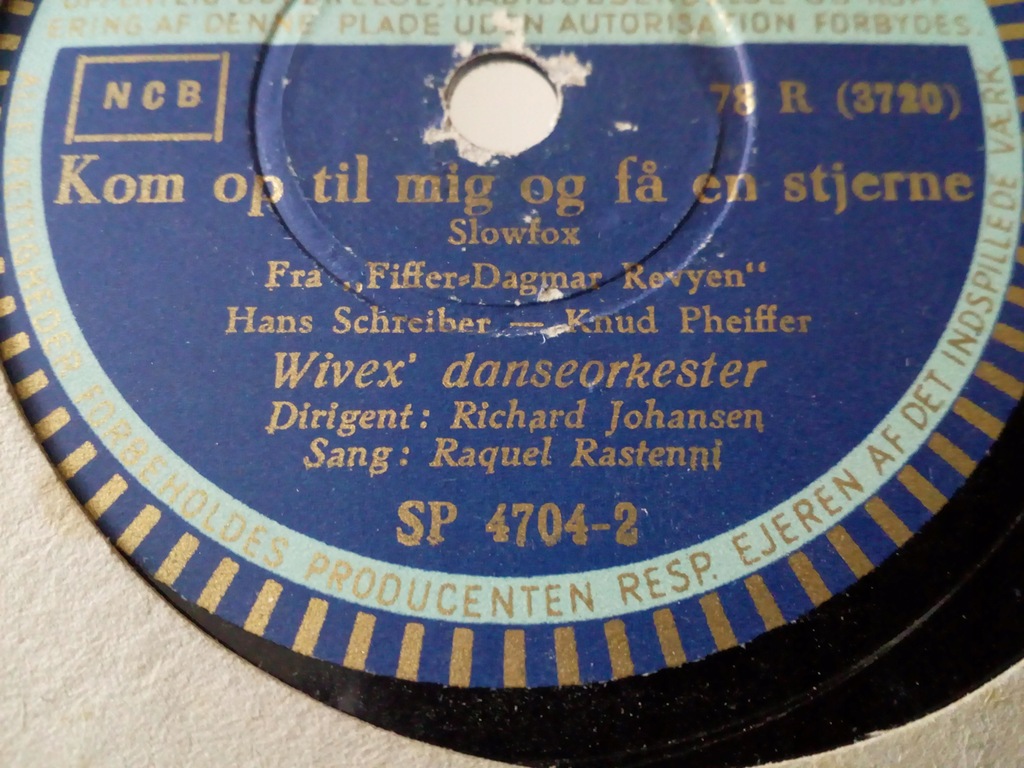 ERING AF DENNE PLADE UDEN AUTORISATION FORBYDES.
NCB
78 R (3720)
Kom op til mig og få en stjerne
Slowfox
Fra „Fiffer-Dagmar Revyen“
Hans Schreiber — Knud Pheiffer
Wivex' danseorkester
Dirigent: Richard Johansen
Sang: Raquel Rastenni
SP 4704-2
ALLE RETTIGHEDER FORBEHOLDES PRODUCENTEN RESP. EJEREN AF DET INDSPILLEDE VÆRK